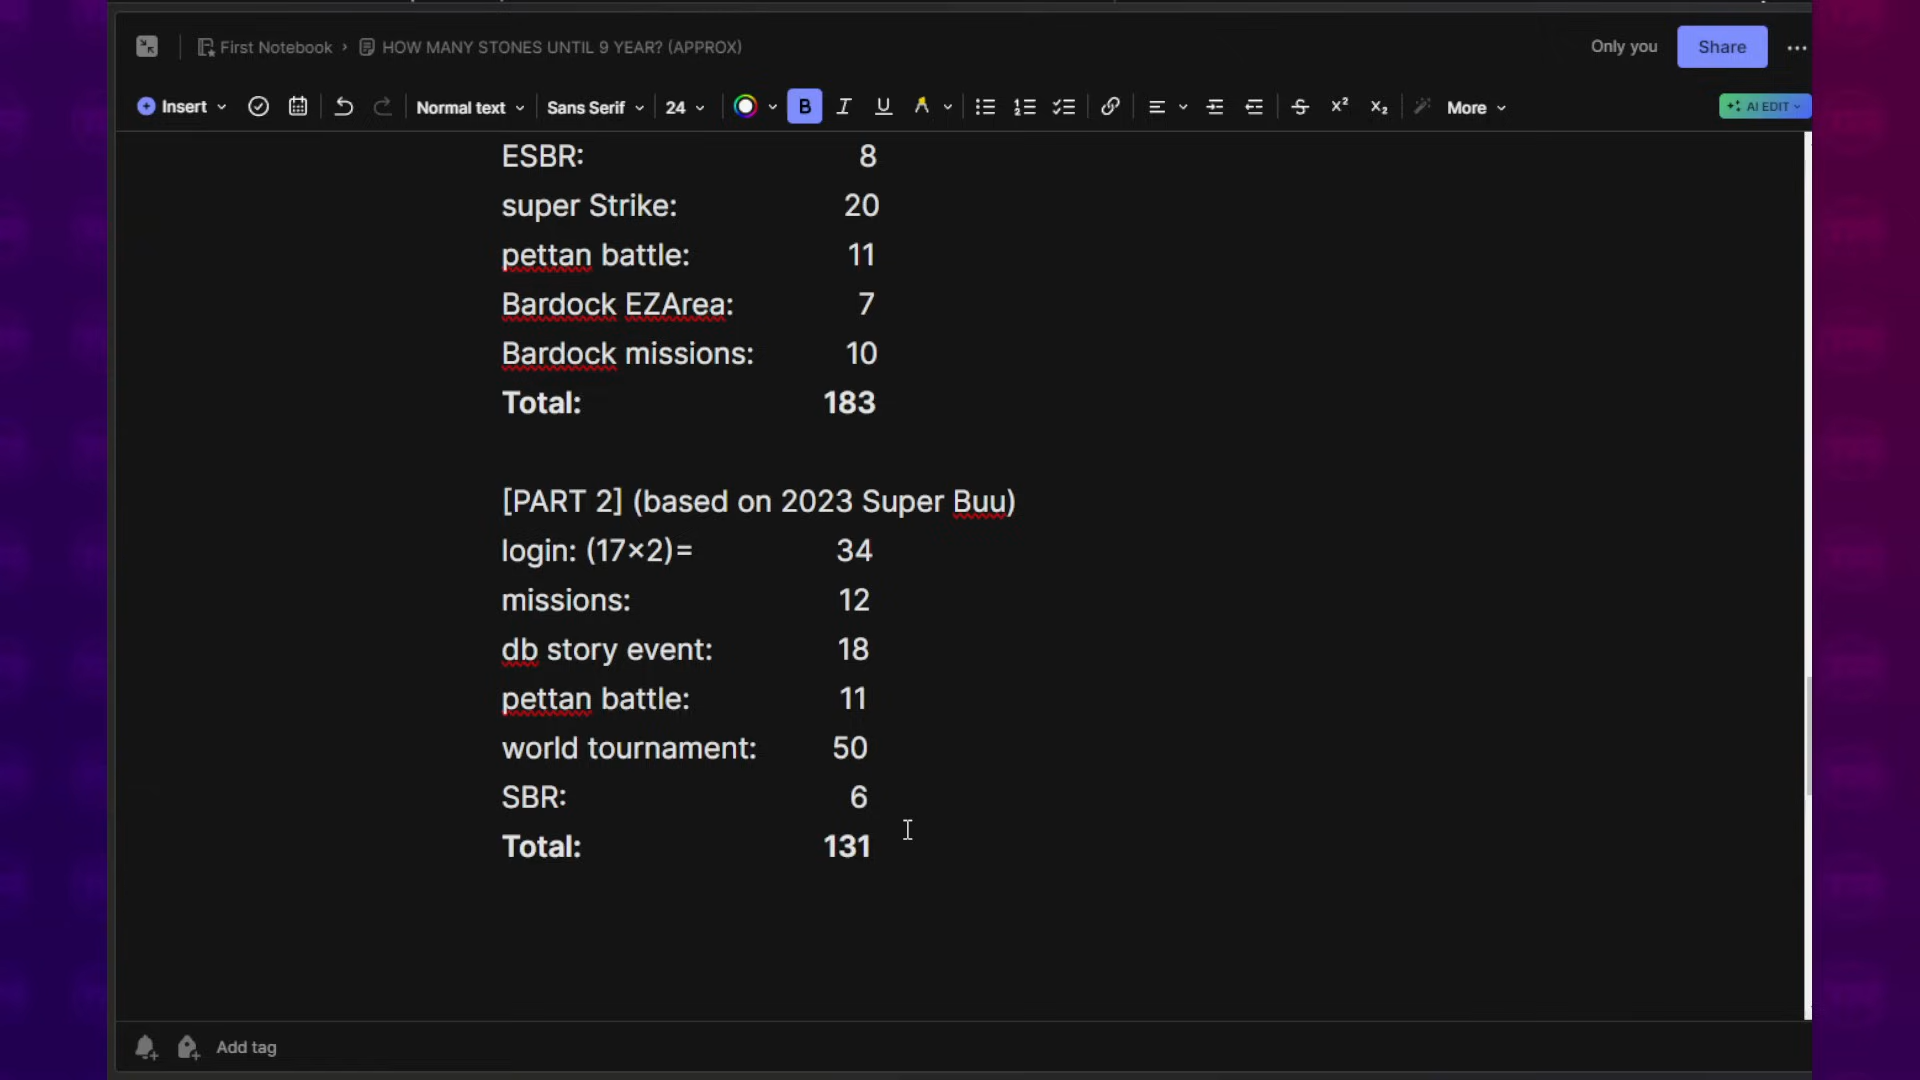 First Notebook › HOW MANY STONES UNTIL 9 YEAR? (APPROX)
Only you
Share
Insert
Normal text
Sans Serif
24
B I U
x² x₂
More
AI EDIT
ESBR: 8
super Strike: 20
pettan battle: 11
Bardock EZArea: 7
Bardock missions: 10
Total: 183
[PART 2] (based on 2023 Super Buu)
login: (17×2)= 34
missions: 12
db story event: 18
pettan battle: 11
world tournament: 50
SBR: 6
Total: 131
Add tag